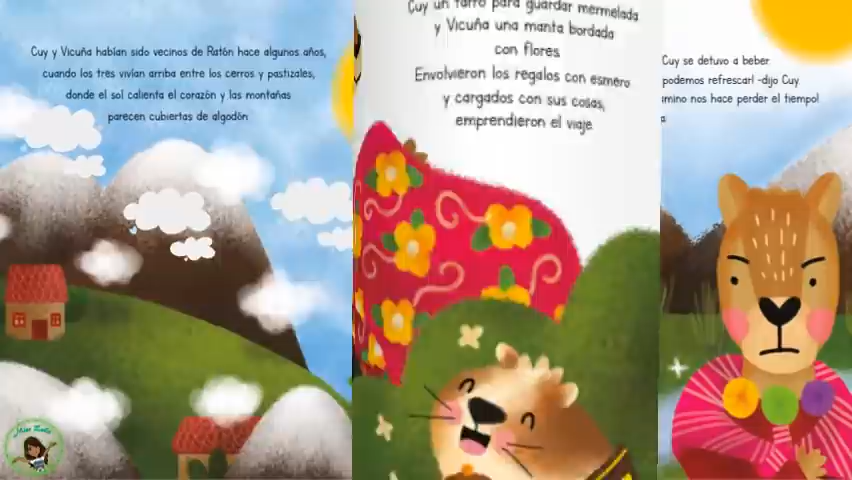 Cuy y Vicuña habían sido vecinos de Ratón hace algunos años,
cuando los tres vivían arriba entre los cerros y pastizales,
donde el sol calienta el corazón y las montañas
parecen cubiertas de algodón
Cuy un tarro para guardar mermelada
y Vicuña una manta bordada
con flores.
Envolvieron los regalos con esmero
y cargados con sus cosas,
emprendieron el viaje.
Cuy se detuvo a beber
podemos refrescar! -dijo Cuy
amino nos hace perder el tiempo!
a